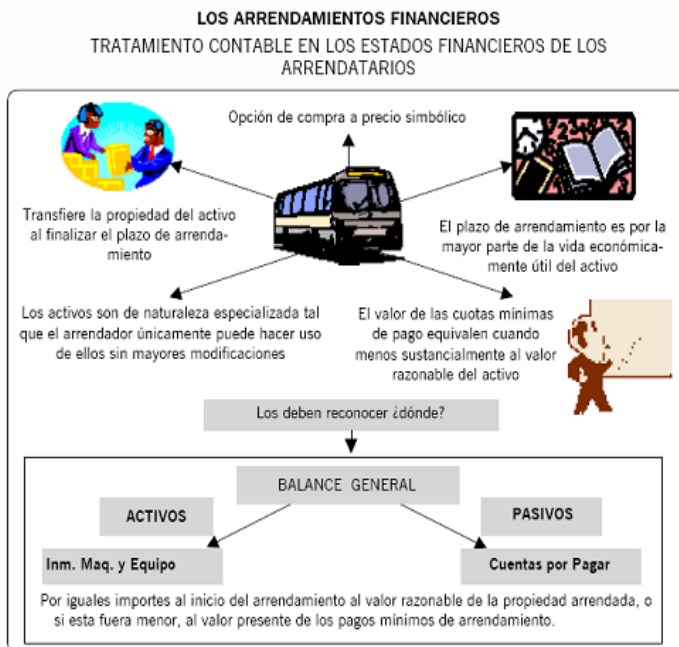 LOS ARRENDAMIENTOS FINANCIEROS
TRATAMIENTO CONTABLE EN LOS ESTADOS FINANCIEROS DE LOS
ARRENDATARIOS
Opción de compra a precio simbólico
Transfiere la propiedad del activo
al finalizar el plazo de arrenda-
miento
El plazo de arrendamiento es por la
mayor parte de la vida económica-
mente útil del activo
Los activos son de naturaleza especializada tal
que el arrendador únicamente puede hacer uso
de ellos sin mayores modificaciones
El valor de las cuotas mínimas
de pago equivalen cuando
menos sustancialmente al valor
razonable del activo
Los deben reconocer ¿dónde?
BALANCE GENERAL
ACTIVOS
PASIVOS
Inm. Maq. y Equipo
Cuentas por Pagar
Por iguales importes al inicio del arrendamiento al valor razonable de la propiedad arrendada, o
si esta fuera menor, al valor presente de los pagos mínimos de arrendamiento.